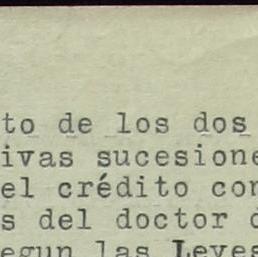 to de los dos
ivas sucesione
el crédito con
s del doctor d
egun las Leyes